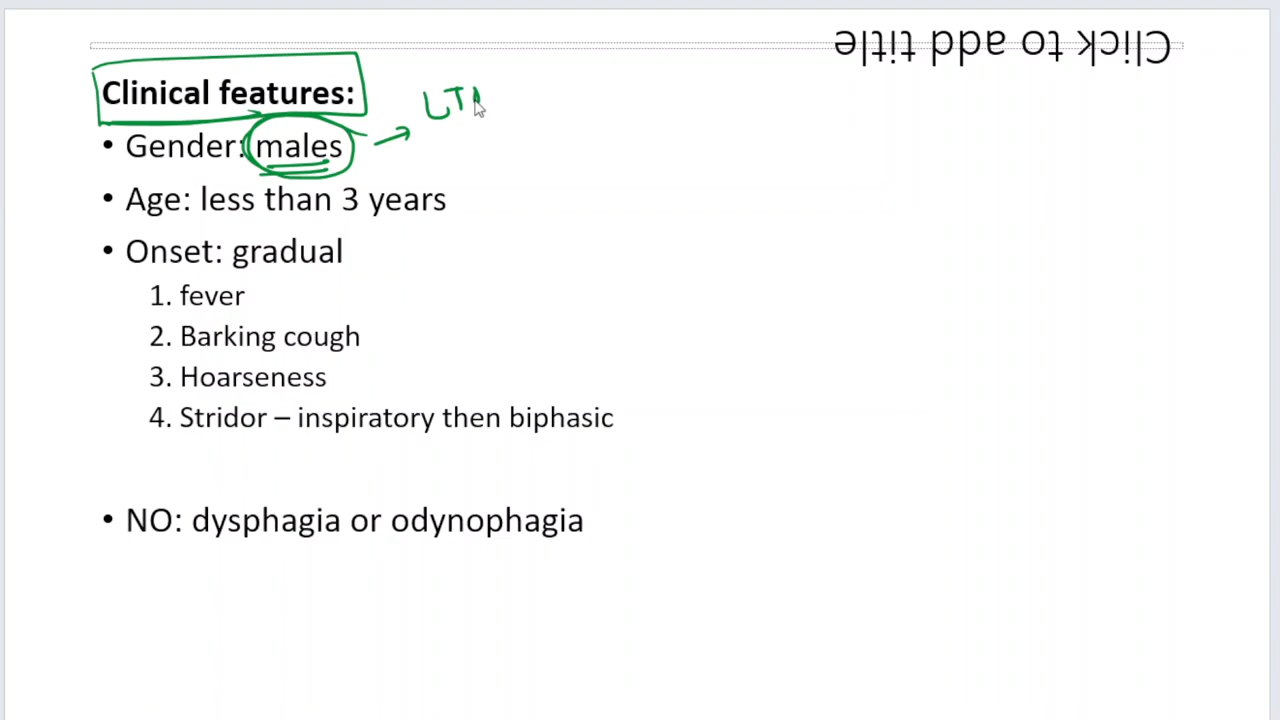 Click to add title
Clinical features:
LT
• Gender: males
• Age: less than 3 years
• Onset: gradual
1. fever
2. Barking cough
3. Hoarseness
4. Stridor – inspiratory then biphasic
• NO: dysphagia or odynophagia